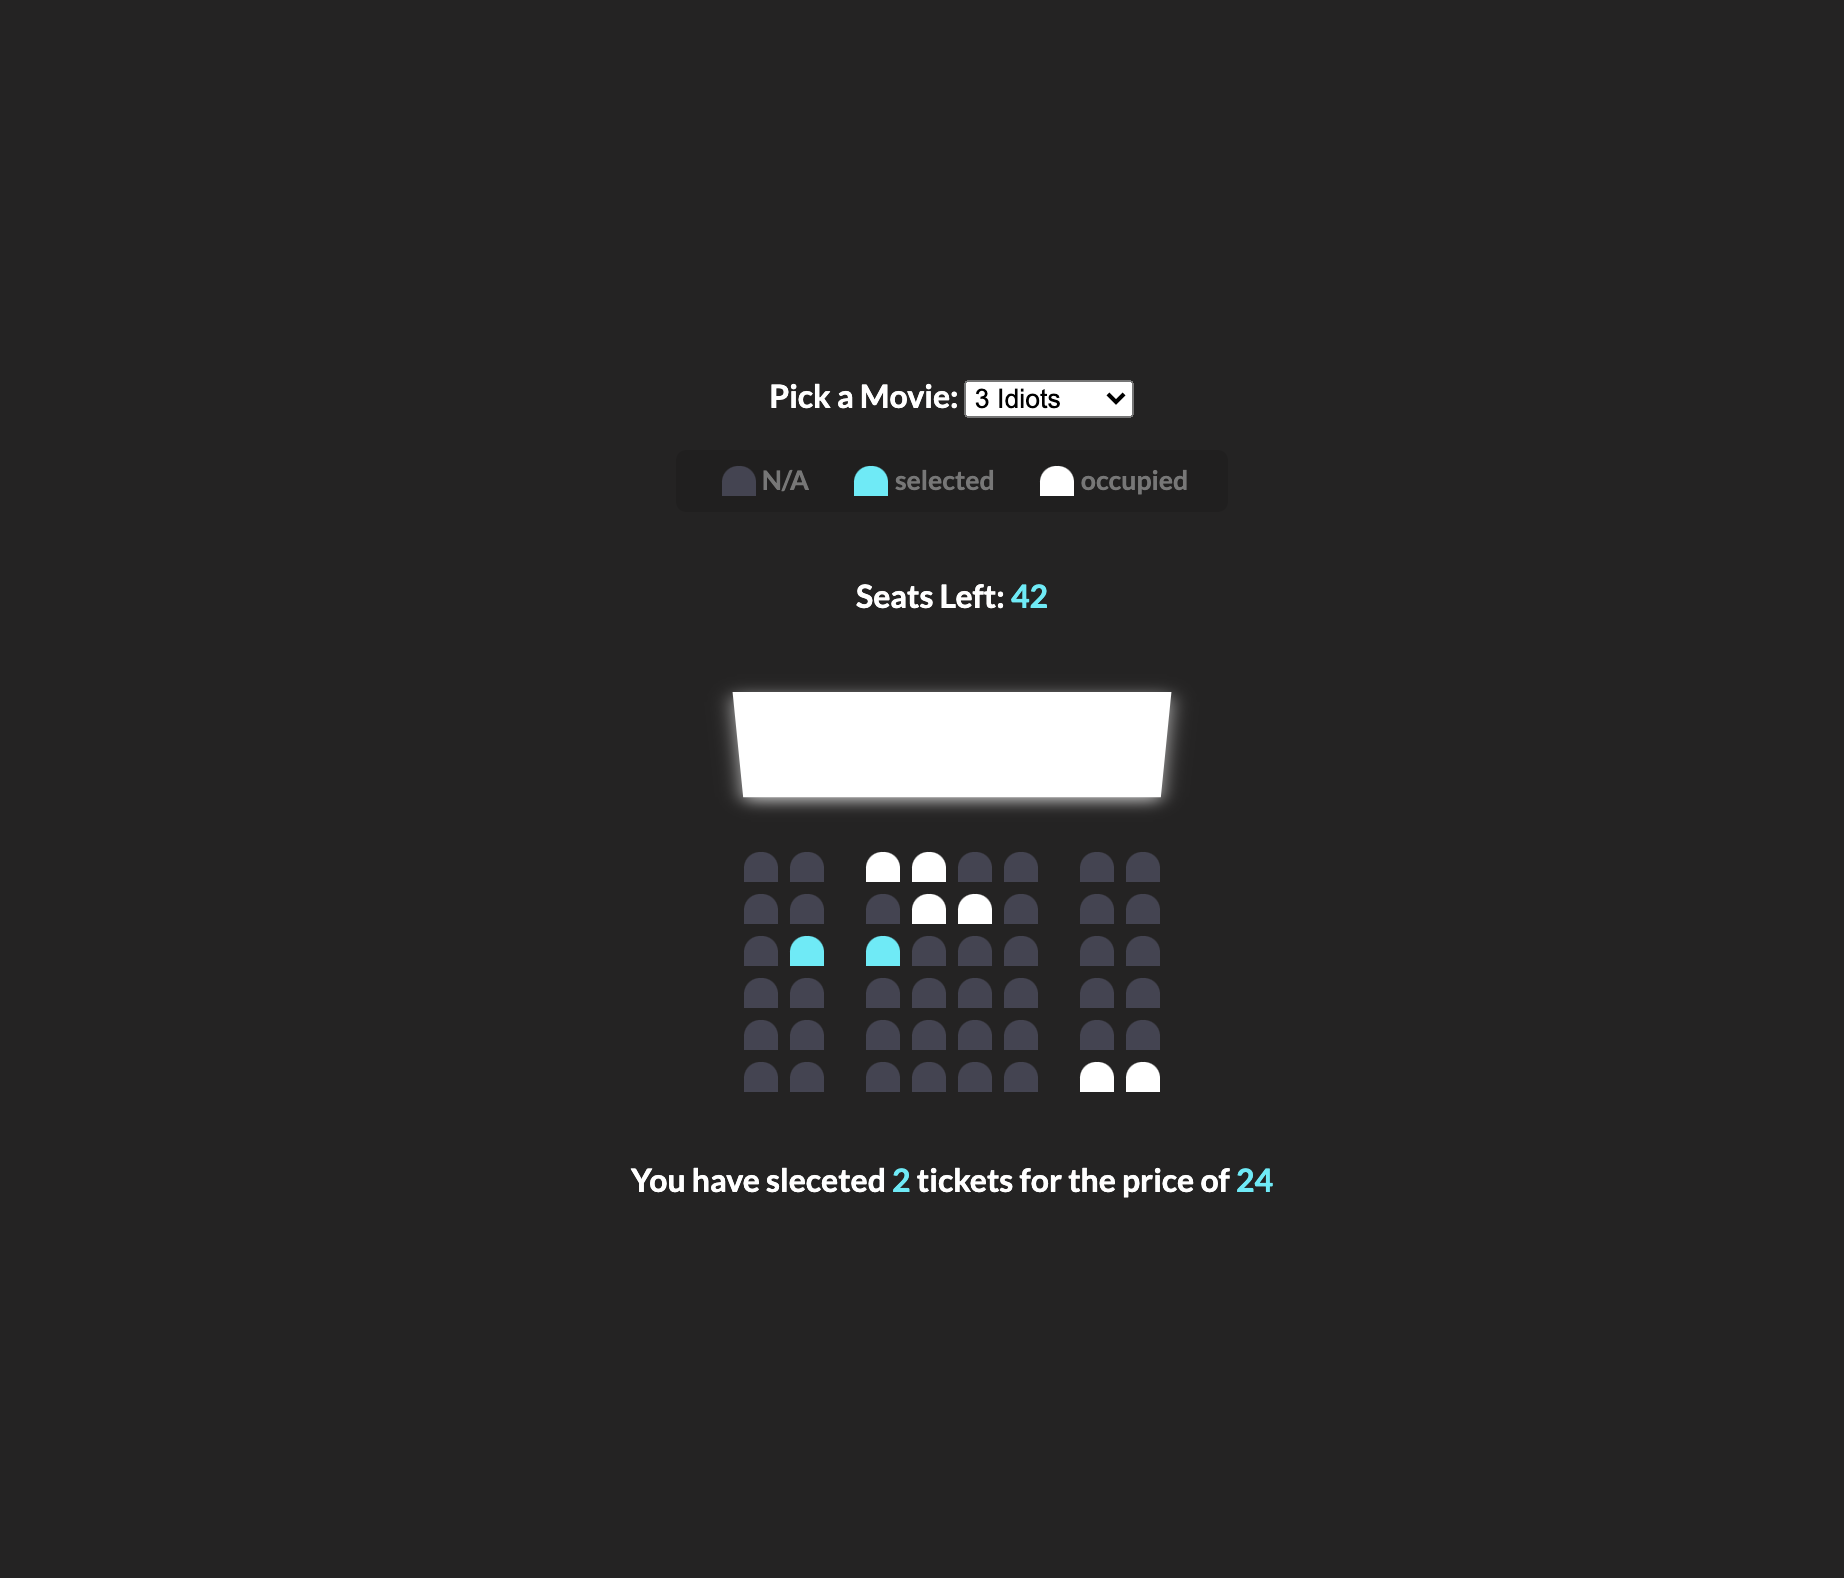 Pick a Movie: 3 Idiots
N/A selected occupied
Seats Left: 42
You have sleceted 2 tickets for the price of 24